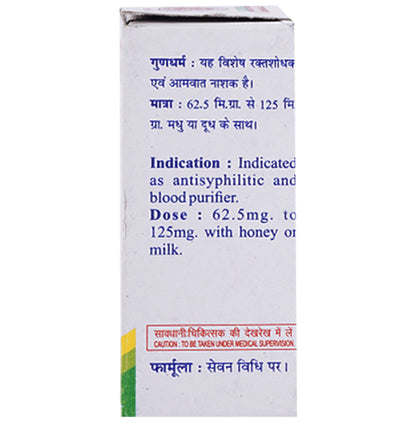 गुणधर्म : यह विशेष रक्तशोधक
एवं आमवात नाशक है।
मात्रा : 62.5 मि.ग्रा. से 125 मि
ग्रा. मधु या दूध के साथ।
Indication : Indicated
as antisyphilitic and
blood purifier.
Dose : 62.5mg. to
125mg. with honey or
milk.
सावधानी:चिकित्सक की देखरेख में लें
CAUTION : TO BE TAKEN UNDER MEDICAL SUPERVISION
फार्मूला : सेवन विधि पर।